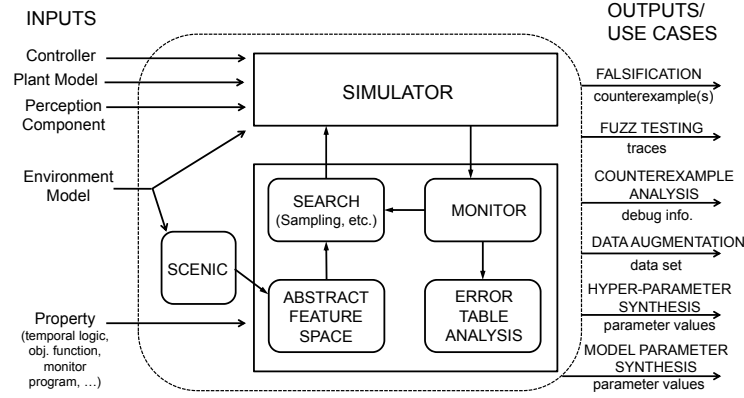 INPUTS
Controller
Plant Model
Perception
Component
Environment
Model
Property
(temporal logic,
obj. function,
monitor
program, …)
SIMULATOR
SEARCH
(Sampling, etc.)
MONITOR
SCENIC
ABSTRACT
FEATURE
SPACE
ERROR
TABLE
ANALYSIS
OUTPUTS/
USE CASES
FALSIFICATION
counterexample(s)
FUZZ TESTING
traces
COUNTEREXAMPLE
ANALYSIS
debug info.
DATA AUGMENTATION
data set
HYPER-PARAMETER
SYNTHESIS
parameter values
MODEL PARAMETER
SYNTHESIS
parameter values